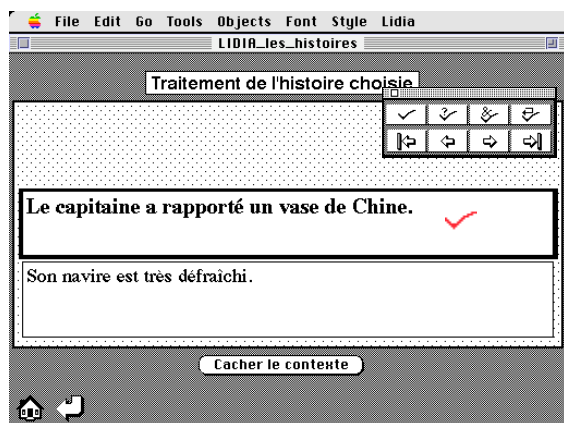 File Edit Go Tools Objects Font Style Lidia
LIDIA_les_histoires
Traitement de l'histoire choisie
Le capitaine a rapporté un vase de Chine.
Son navire est très défraîchi.
Cacher le contexte